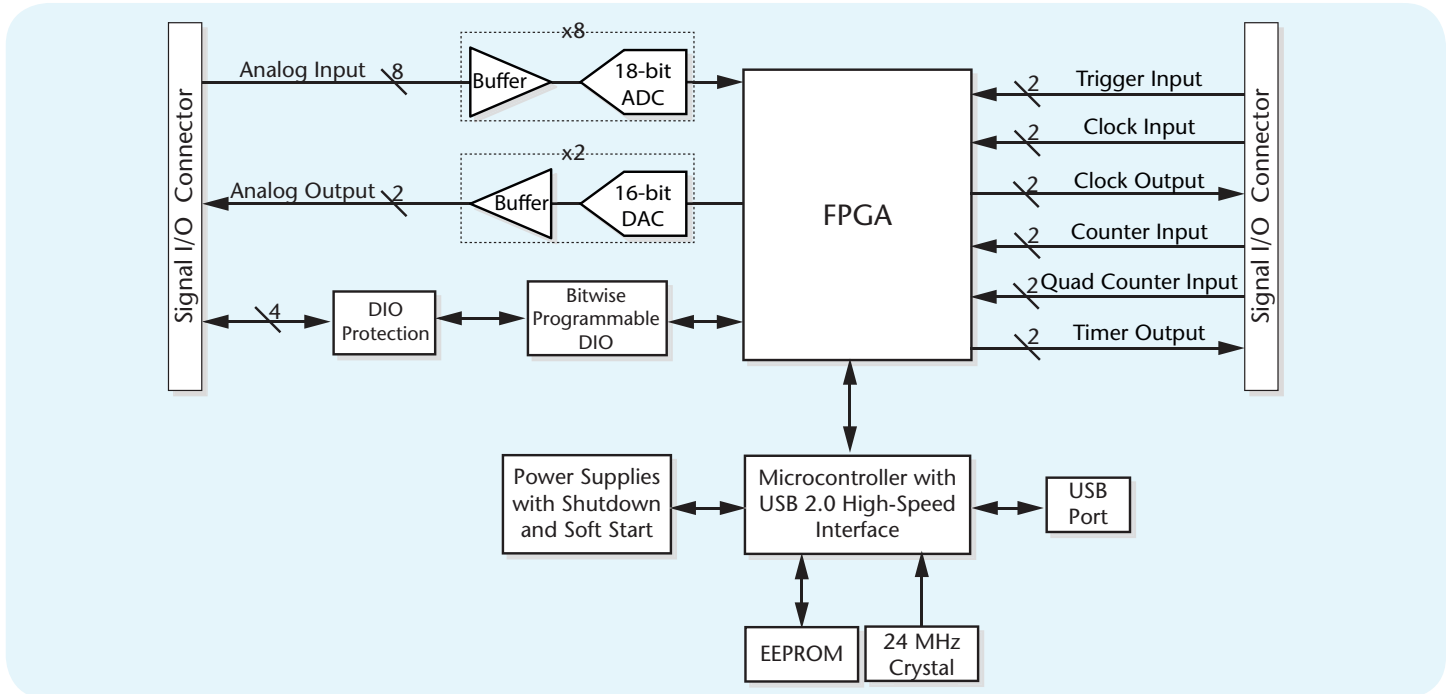 x8
Analog Input
8
Buffer
18-bit
ADC
x2
Analog Output
2
Buffer
16-bit
DAC
4
DIO
Protection
Bitwise
Programmable
DIO
Signal I/O Connector
FPGA
2
Trigger Input
2
Clock Input
2
Clock Output
2
Counter Input
2
Quad Counter Input
2
Timer Output
Signal I/O Connector
Power Supplies
with Shutdown
and Soft Start
Microcontroller with
USB 2.0 High-Speed
Interface
USB
Port
EEPROM
24 MHz
Crystal